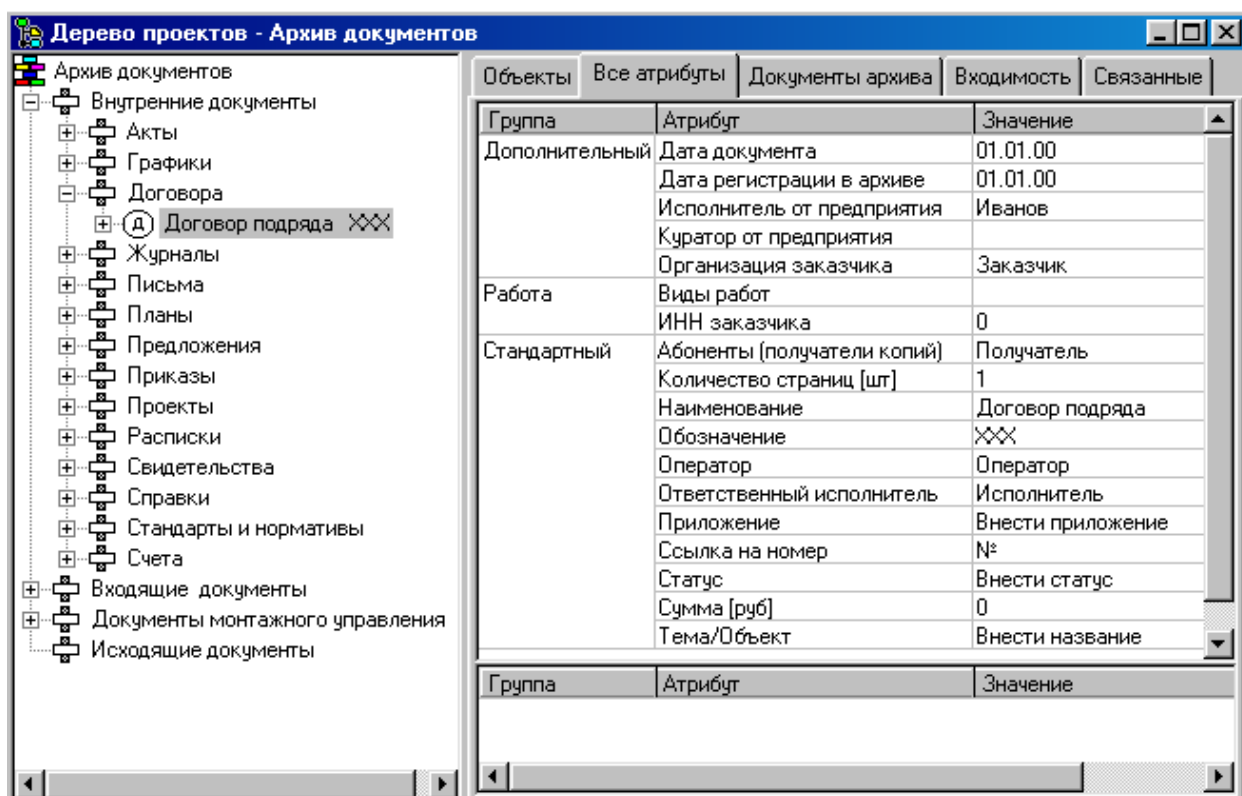 Дерево проектов - Архив документов
Архив документов
Внутренние документы
Акты
Графики
Договора
Д Договор подряда XXX
Журналы
Письма
Планы
Предложения
Приказы
Проекты
Расписки
Свидетельства
Справки
Стандарты и нормативы
Счета
Входящие документы
Документы монтажного управления
Исходящие документы
Объекты Все атрибуты Документы архива Входимость Связанные
Группа Атрибут Значение
Дополнительный Дата документа 01.01.00
Дата регистрации в архиве 01.01.00
Исполнитель от предприятия Иванов
Куратор от предприятия
Организация заказчика Заказчик
Работа Виды работ
ИНН заказчика 0
Стандартный Абоненты (получатели копий) Получатель
Количество страниц [шт] 1
Наименование Договор подряда
Обозначение XXX
Оператор Оператор
Ответственный исполнитель Исполнитель
Приложение Внести приложение
Ссылка на номер №
Статус Внести статус
Сумма [руб] 0
Тема/Объект Внести название
Группа Атрибут Значение